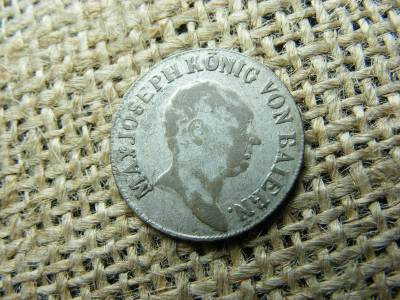 MAX JOSEPH KÖNIG VON BAIERN.